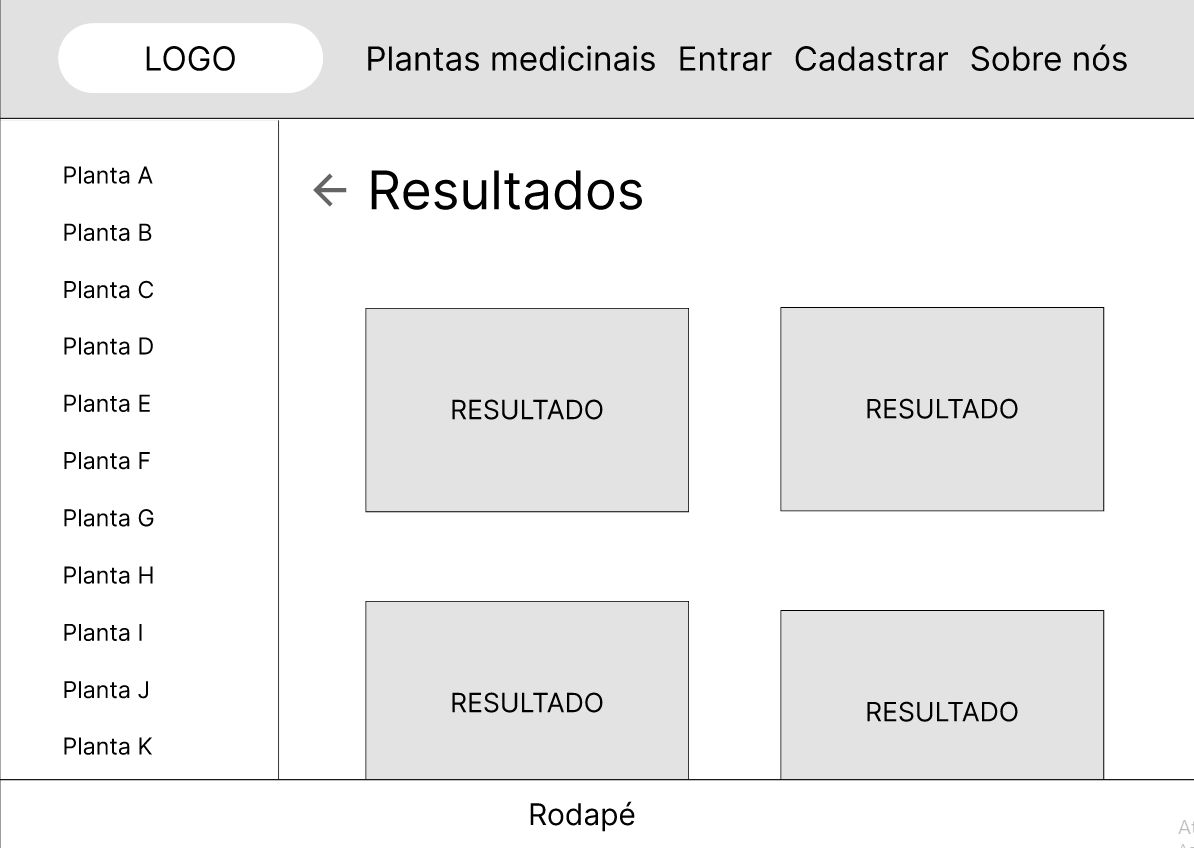 LOGO
Plantas medicinais Entrar Cadastrar Sobre nós
Planta A
Planta B
Planta C
Planta D
Planta E
Planta F
Planta G
Planta H
Planta I
Planta J
Planta K
← Resultados
RESULTADO
RESULTADO
RESULTADO
RESULTADO
Rodapé